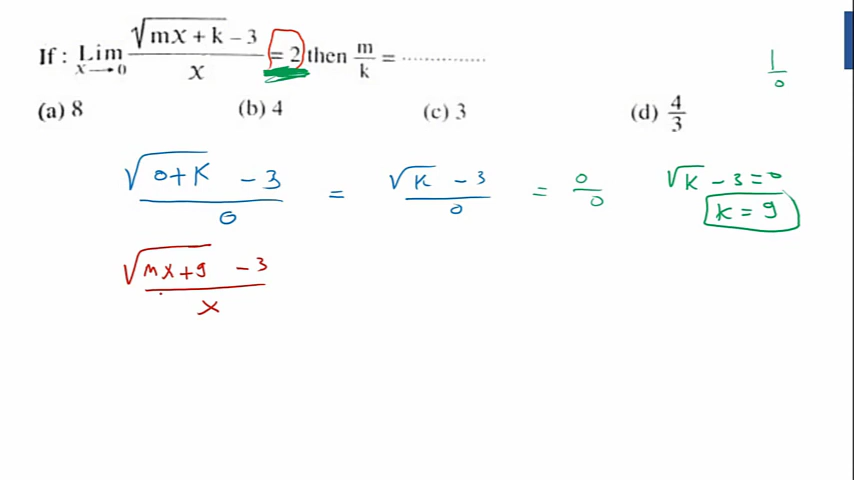 If : Lim x→0 (√(mx + k) – 3) / x = 2 then m/k = ················
(a) 8 (b) 4 (c) 3 (d) 4/3
1/0
√(0+K) - 3 / 0 = √K - 3 / 0 = 0/0 √K - 3 = 0
K = 9
√(mx+9) - 3 / x